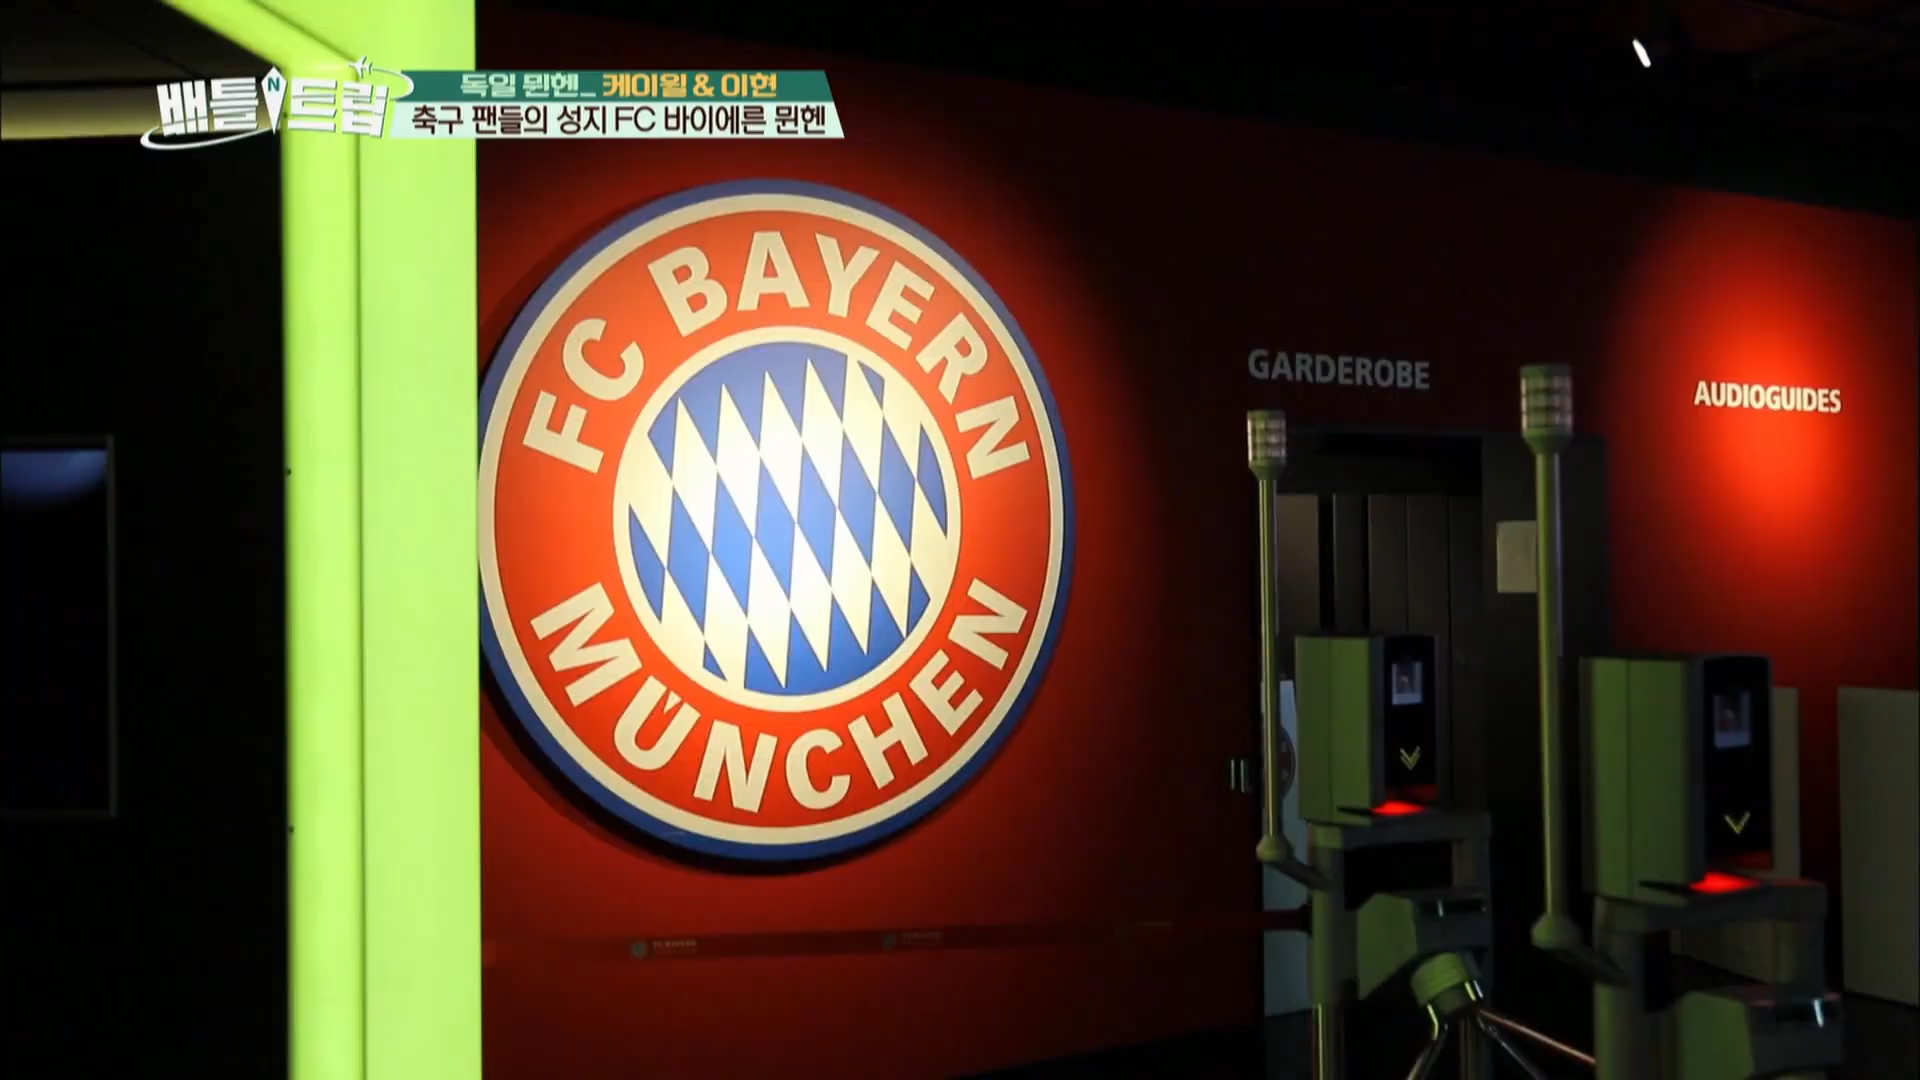 배틀트립
독일 뮌헨_ 케이윌 & 이현
축구 팬들의 성지 FC 바이에른 뮌헨
FC BAYERN
MÜNCHEN
GARDEROBE
AUDIOGUIDES